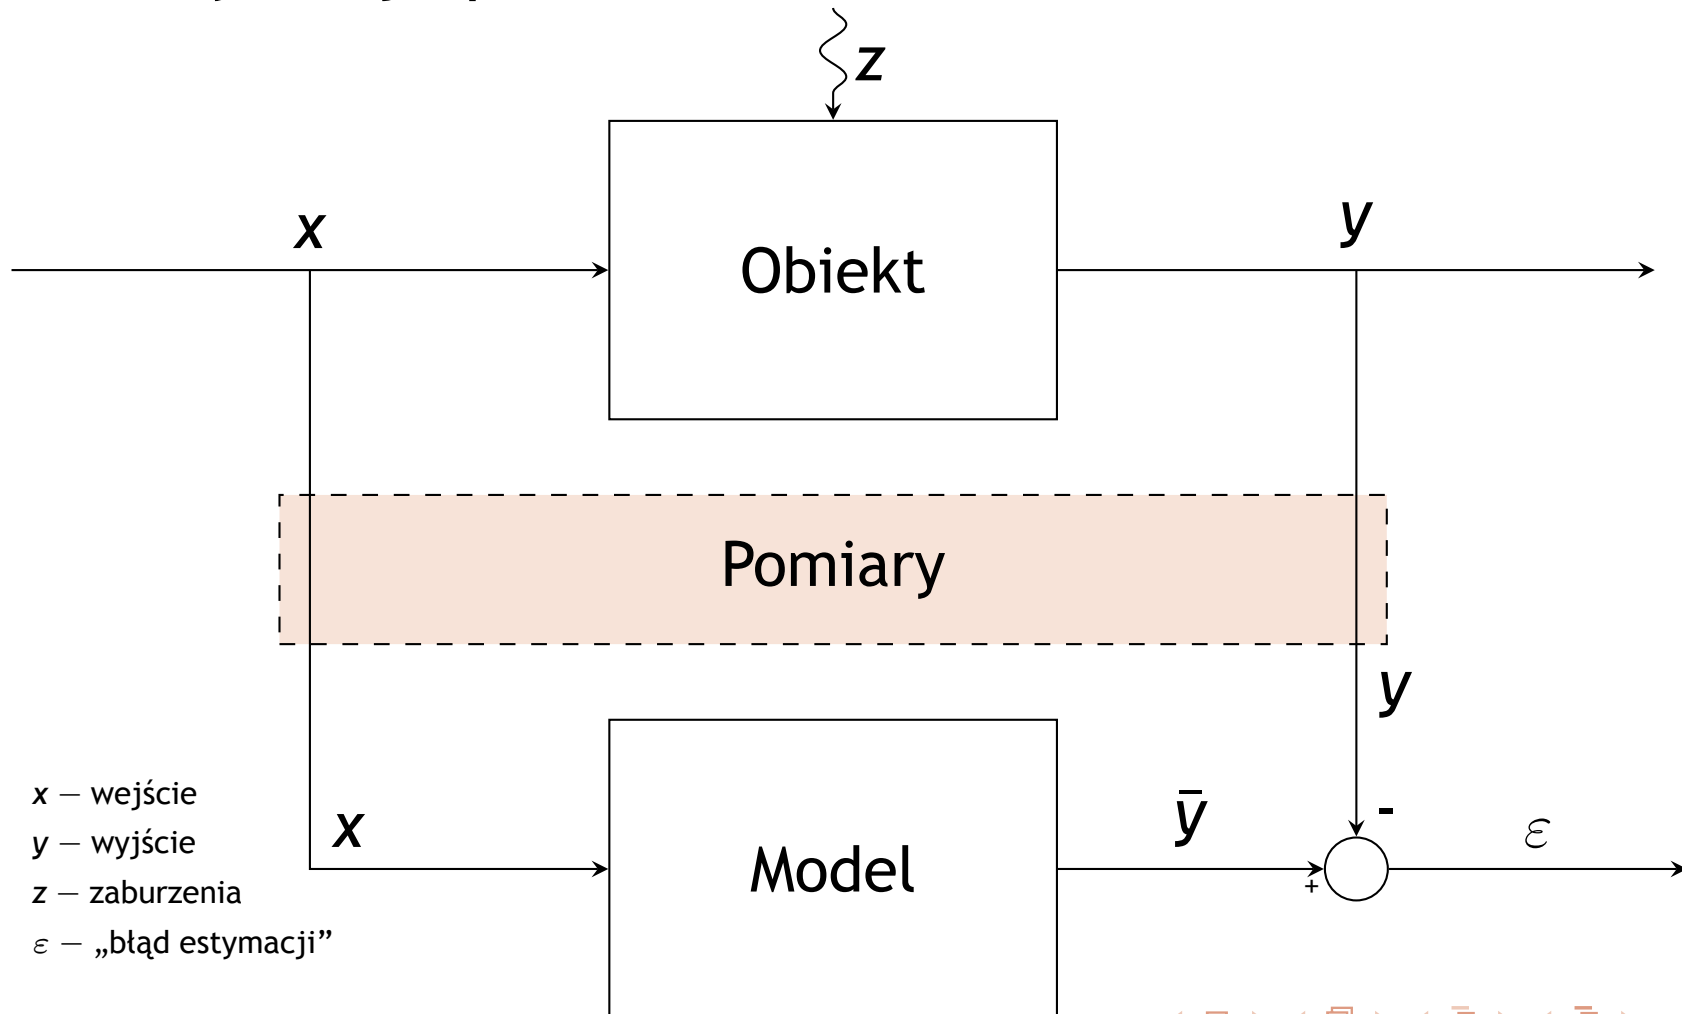 z
x
y
Obiekt
Pomiary
y
x
Model
ȳ
-
+
ε
x – wejście
y – wyjście
z – zaburzenia
ε – „błąd estymacji”